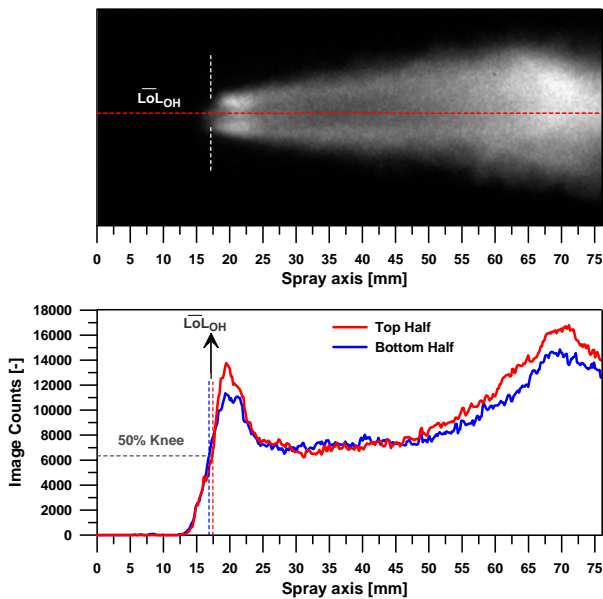 L̅o̅L_OH
0 5 10 15 20 25 30 35 40 45 50 55 60 65 70 75
Spray axis [mm]
18000
16000
14000
12000
10000
8000
6000
4000
2000
0
Image Counts [-]
L̅o̅L_OH
Top Half
Bottom Half
50% Knee
0 5 10 15 20 25 30 35 40 45 50 55 60 65 70 75
Spray axis [mm]